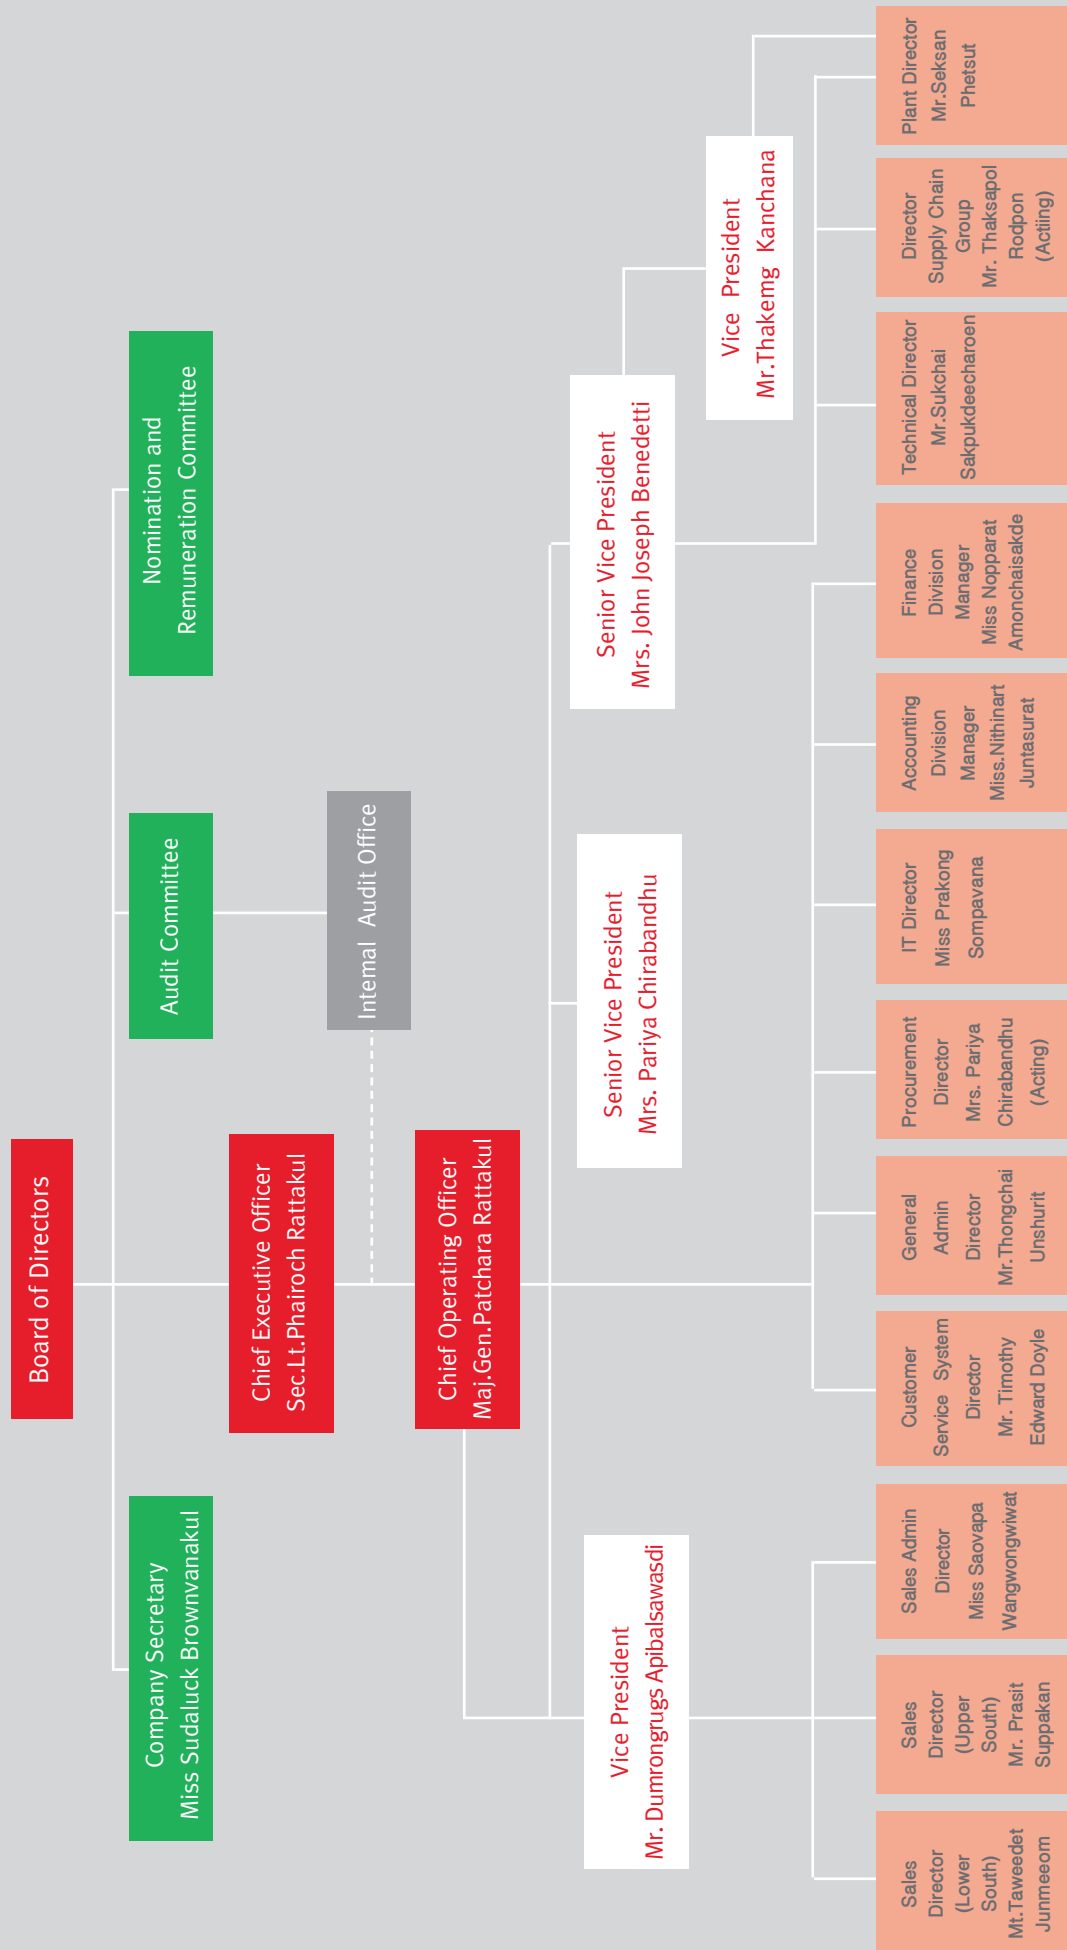 Board of Directors
Company Secretary
Miss Sudaluck Brownvanakul
Audit Committee
Nomination and
Remuneration Committee
Chief Executive Officer
Sec.Lt.Phairoch Rattakul
Internal Audit Office
Chief Operating Officer
Maj.Gen.Patchara Rattakul
Vice President
Mr. Dumrongrugs Apibalsawasdi
Senior Vice President
Mrs. Pariya Chirabandhu
Senior Vice President
Mrs. John Joseph Benedetti
Vice President
Mr.Thakemg Kanchana
Sales
Director
(Lower
South)
Mt.Taweedet
Junmeeom
Sales
Director
(Upper
South)
Mr. Prasit
Suppakan
Sales Admin
Director
Miss Saovapa
Wangwongwiwat
Customer
Service System
Director
Mr. Timothy
Edward Doyle
General
Admin
Director
Mr.Thongchai
Unshurit
Procurement
Director
Mrs. Pariya
Chirabandhu
(Acting)
IT Director
Miss Prakong
Sompavana
Accounting
Division
Manager
Miss.Nithinart
Juntasurat
Finance
Division
Manager
Miss Nopparat
Amonchaisakde
Technical Director
Mr.Sukchai
Sakpukdeecharoen
Director
Supply Chain
Group
Mr. Thaksapol
Rodpon
(Actiing)
Plant Director
Mr.Seksan
Phetsut